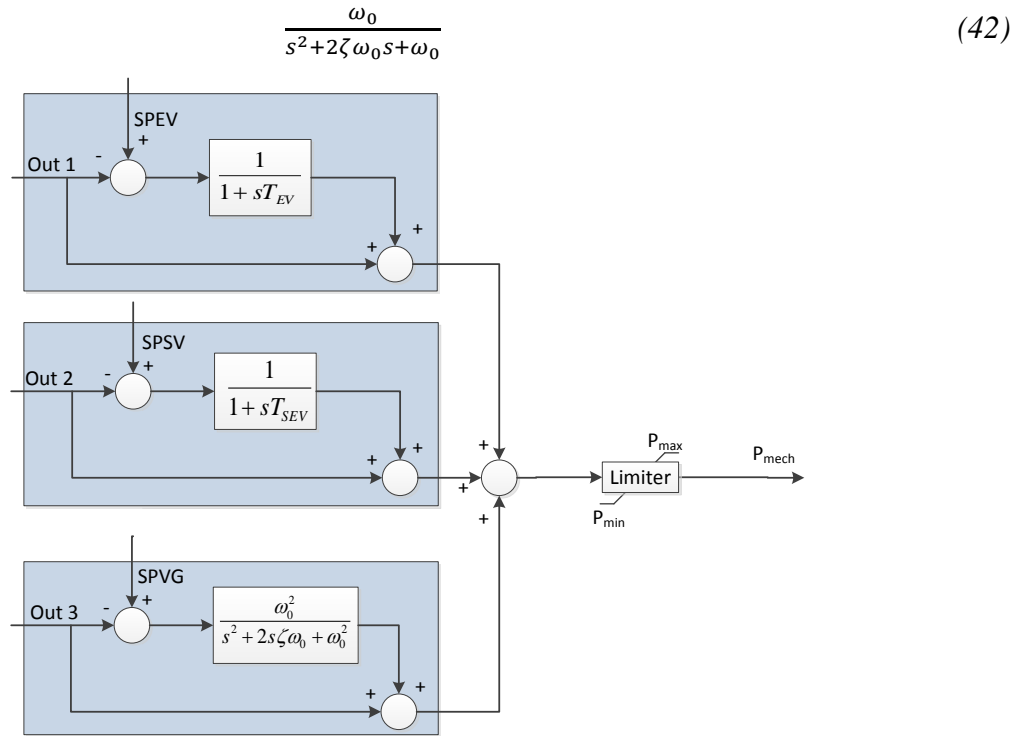 ω₀
s²+2ζω₀s+ω₀
(42)
SPEV
+
-
Out 1
1
1 + sT_EV
+
+
SPSV
+
-
Out 2
1
1 + sT_SEV
+
+
+
+
+
P_max
Limiter
P_min
P_mech
SPVG
+
-
Out 3
ω₀²
s² + 2sζω₀ + ω₀²
+
+